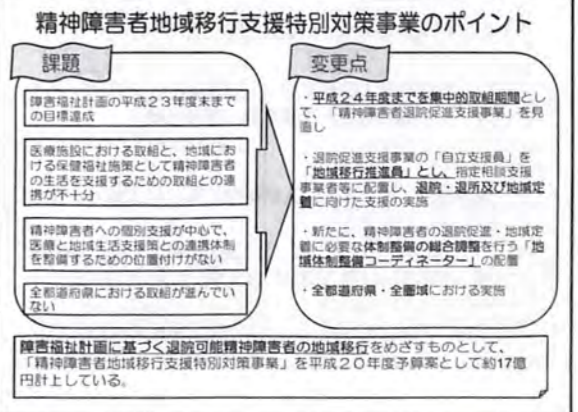 精神障害者地域移行支援特別対策事業のポイント
課題
障害福祉計画の平成23年度末まで
の目標達成
医療施設における取組と、地域にお
ける保健福祉施策として精神障害者
の生活を支援するための取組との連
携が不十分
精神障害者への個別支援が中心で、
医療と地域生活支援策との連携体制
を整備するための位置付けがない
全都道府県における取組が進んでい
ない
変更点
・平成24年度までを集中的取組期間とし
て、「精神障害者退院促進支援事業」を見
直し
・退院促進支援事業の「自立支援員」を
「地域移行推進員」とし、指定相談支援
事業者等に配置し、退院・退所及び地域定
着に向けた支援の実施
・新たに、精神障害者の退院促進・地域定
着に必要な体制整備の総合調整を行う「地
域体制整備コーディネーター」の配置
・全都道府県・全圏域における実施
障害福祉計画に基づく退院可能精神障害者の地域移行をめざすものとして、
「精神障害者地域移行支援特別対策事業」を平成20年度予算案として約17億
円計上している。